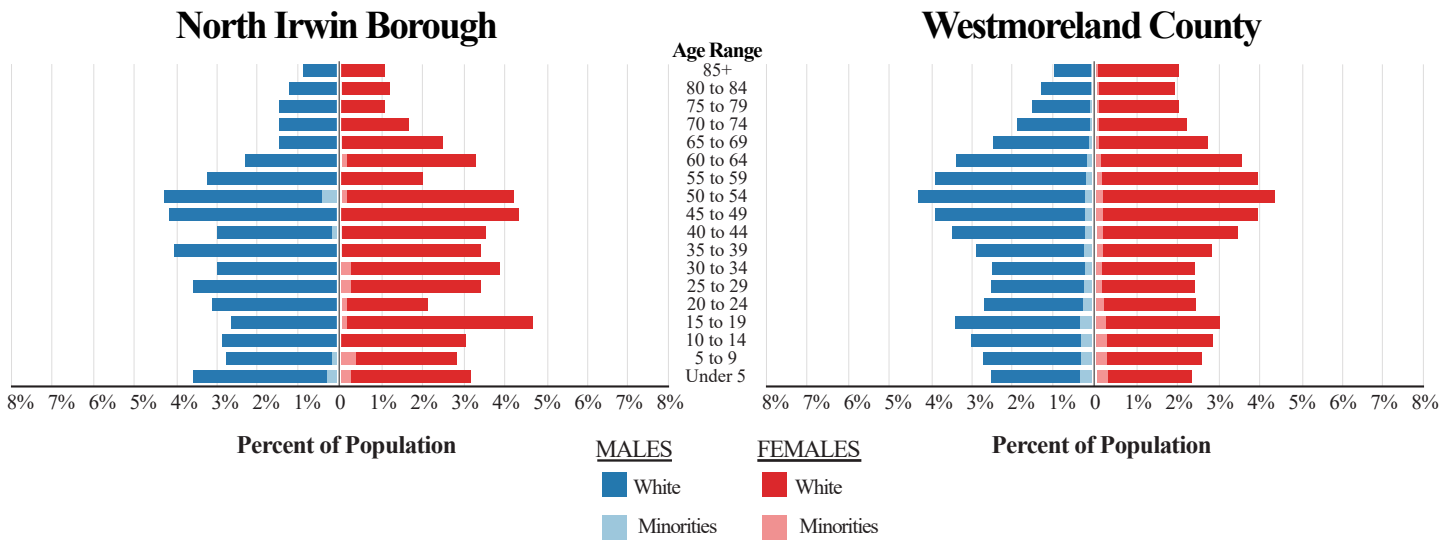 North Irwin Borough
Westmoreland County
Age Range
85+
80 to 84
75 to 79
70 to 74
65 to 69
60 to 64
55 to 59
50 to 54
45 to 49
40 to 44
35 to 39
30 to 34
25 to 29
20 to 24
15 to 19
10 to 14
5 to 9
Under 5
8% 7% 6% 5% 4% 3% 2% 1% 0 1% 2% 3% 4% 5% 6% 7% 8%
8% 7% 6% 5% 4% 3% 2% 1% 0 1% 2% 3% 4% 5% 6% 7% 8%
Percent of Population
Percent of Population
MALES
FEMALES
White
White
Minorities
Minorities